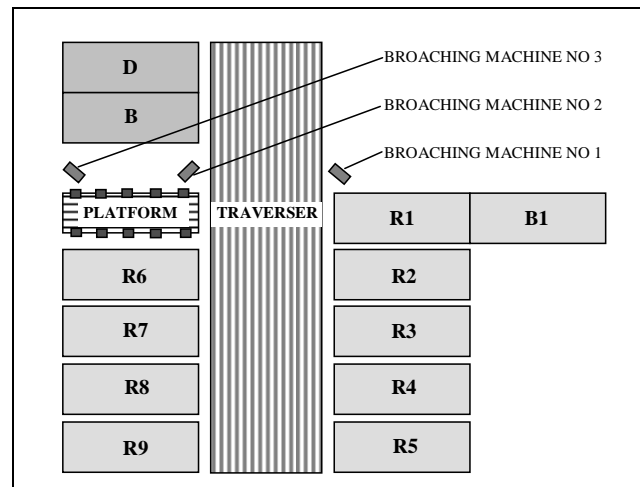 D
BROACHING MACHINE NO 3
B
BROACHING MACHINE NO 2
BROACHING MACHINE NO 1
PLATFORM
TRAVERSER
R1
B1
R6
R2
R7
R3
R8
R4
R9
R5